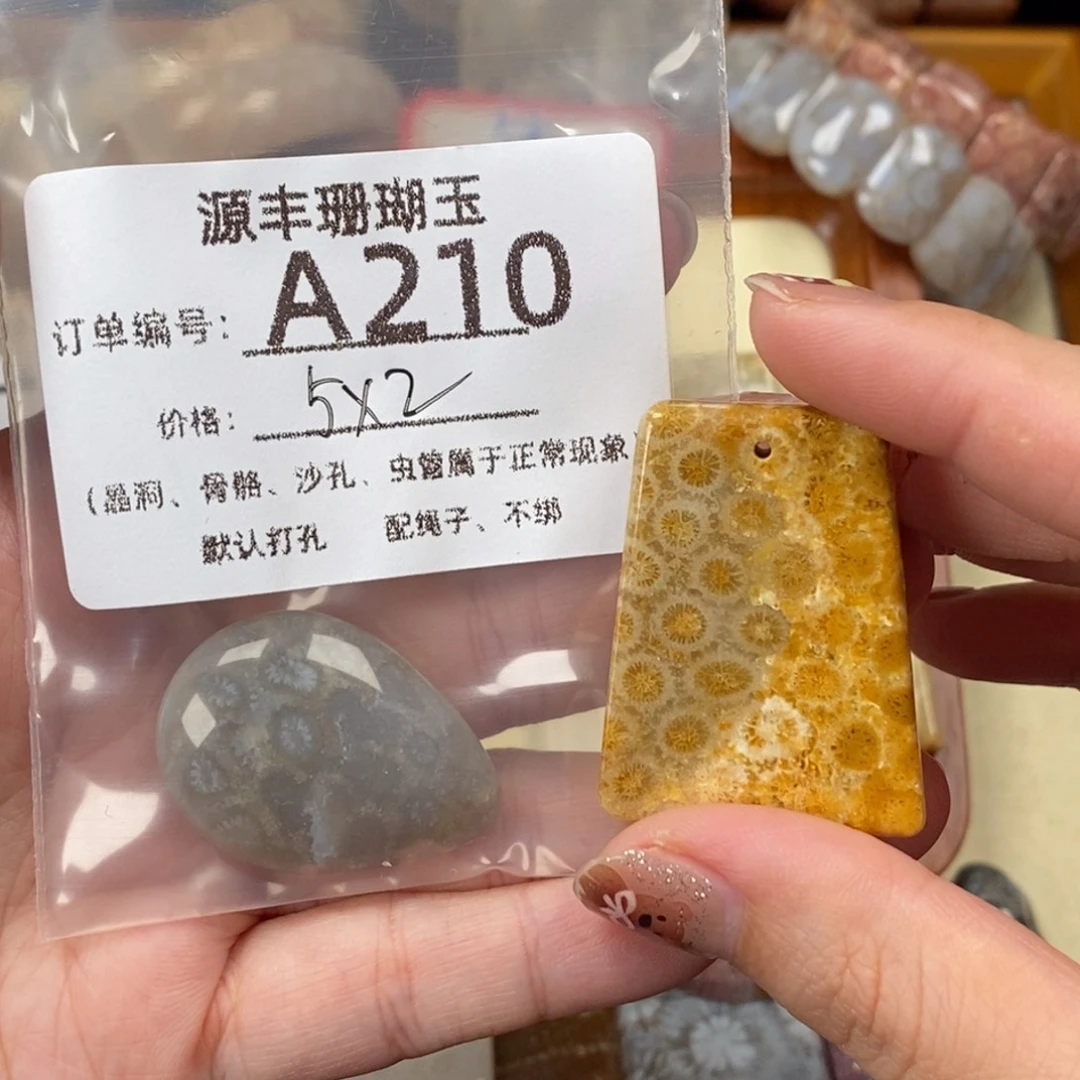 源丰珊瑚玉
订单编号: A210
价格: 5x2
(晶洞、骨骼、沙孔、虫管属于正常现象)
默认打孔 配绳子、不绑